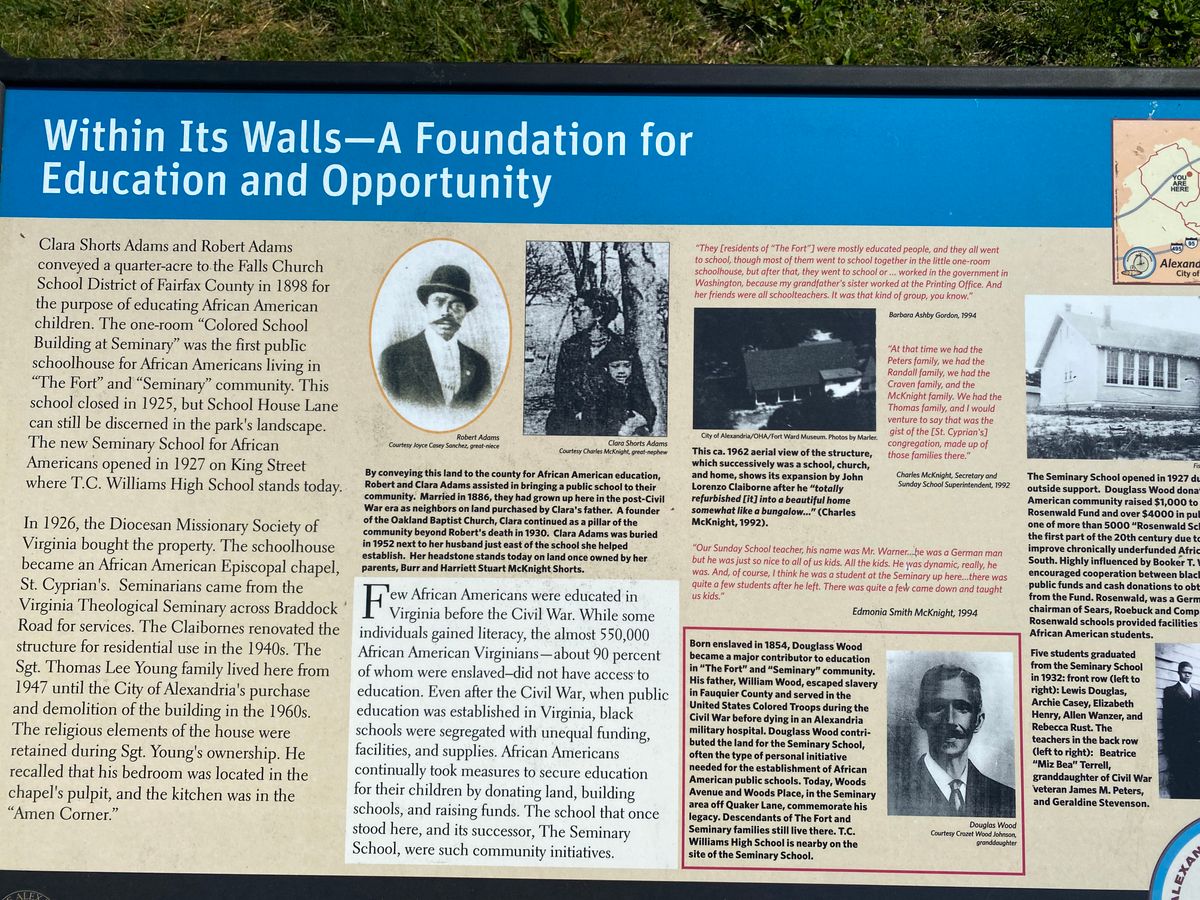 Within Its Walls—A Foundation for
Education and Opportunity
YOU
ARE
HERE
495
95
Alexand
City of
Clara Shorts Adams and Robert Adams
conveyed a quarter-acre to the Falls Church
School District of Fairfax County in 1898 for
the purpose of educating African American
children. The one-room “Colored School
Building at Seminary” was the first public
schoolhouse for African Americans living in
“The Fort” and “Seminary” community. This
school closed in 1925, but School House Lane
can still be discerned in the park's landscape.
The new Seminary School for African
Americans opened in 1927 on King Street
where T.C. Williams High School stands today.
In 1926, the Diocesan Missionary Society of
Virginia bought the property. The schoolhouse
became an African American Episcopal chapel,
St. Cyprian's. Seminarians came from the
Virginia Theological Seminary across Braddock
Road for services. The Claibornes renovated the
structure for residential use in the 1940s. The
Sgt. Thomas Lee Young family lived here from
1947 until the City of Alexandria's purchase
and demolition of the building in the 1960s.
The religious elements of the house were
retained during Sgt. Young's ownership. He
recalled that his bedroom was located in the
chapel's pulpit, and the kitchen was in the
“Amen Corner.”
Robert Adams
Courtesy Joyce Casey Sanchez, great-niece
Clara Shorts Adams
Courtesy Charles McKnight, great-nephew
By conveying this land to the county for African American education,
Robert and Clara Adams assisted in bringing a public school to their
community. Married in 1886, they had grown up here in the post-Civil
War era as neighbors on land purchased by Clara's father. A founder
of the Oakland Baptist Church, Clara continued as a pillar of the
community beyond Robert's death in 1930. Clara Adams was buried
in 1952 next to her husband just east of the school she helped
establish. Her headstone stands today on land once owned by her
parents, Burr and Harriett Stuart McKnight Shorts.
Few African Americans were educated in
Virginia before the Civil War. While some
individuals gained literacy, the almost 550,000
African American Virginians—about 90 percent
of whom were enslaved–did not have access to
education. Even after the Civil War, when public
education was established in Virginia, black
schools were segregated with unequal funding,
facilities, and supplies. African Americans
continually took measures to secure education
for their children by donating land, building
schools, and raising funds. The school that once
stood here, and its successor, The Seminary
School, were such community initiatives.
“They [residents of “The Fort”] were mostly educated people, and they all went
to school, though most of them went to school together in the little one-room
schoolhouse, but after that, they went to school or ... worked in the government in
Washington, because my grandfather's sister worked at the Printing Office. And
her friends were all schoolteachers. It was that kind of group, you know.”
Barbara Ashby Gordon, 1994
City of Alexandria/OHA/Fort Ward Museum. Photos by Marler.
This ca. 1962 aerial view of the structure,
which successively was a school, church,
and home, shows its expansion by John
Lorenzo Claiborne after he “totally
refurbished [it] into a beautiful home
somewhat like a bungalow...” (Charles
McKnight, 1992).
“At that time we had the
Peters family, we had the
Randall family, we had the
Craven family, and the
McKnight family. We had the
Thomas family, and I would
venture to say that was the
gist of the [St. Cyprian's]
congregation, made up of
those families there.”
Charles McKnight, Secretary and
Sunday School Superintendent, 1992
“Our Sunday School teacher, his name was Mr. Warner...he was a German man
but he was just so nice to all of us kids. All the kids. He was dynamic, really, he
was. And, of course, I think he was a student at the Seminary up here...there was
quite a few students after he left. There was quite a few came down and taught
us kids.”
Edmonia Smith McKnight, 1994
Born enslaved in 1854, Douglass Wood
became a major contributor to education
in “The Fort” and “Seminary” community.
His father, William Wood, escaped slavery
in Fauquier County and served in the
United States Colored Troops during the
Civil War before dying in an Alexandria
military hospital. Douglass Wood contri-
buted the land for the Seminary School,
often the type of personal initiative
needed for the establishment of African
American public schools. Today, Woods
Avenue and Woods Place, in the Seminary
area off Quaker Lane, commemorate his
legacy. Descendants of The Fort and
Seminary families still live there. T.C.
Williams High School is nearby on the
site of the Seminary School.
Douglas Wood
Courtesy Crozet Wood Johnson,
granddaughter
Fi
The Seminary School opened in 1927 du
outside support. Douglass Wood dona
American community raised $1,000 to
Rosenwald Fund and over $4000 in pub
one of more than 5000 “Rosenwald Sc
the first part of the 20th century due to
improve chronically underfunded Afric
South. Highly influenced by Booker T. W
encouraged cooperation between blac
public funds and cash donations to obt
from the Fund. Rosenwald, was a Germ
chairman of Sears, Roebuck and Comp
Rosenwald schools provided facilities
African American students.
Five students graduated
from the Seminary School
in 1932: front row (left to
right): Lewis Douglas,
Archie Casey, Elizabeth
Henry, Allen Wanzer, and
Rebecca Rust. The
teachers in the back row
(left to right): Beatrice
“Miz Bea” Terrell,
granddaughter of Civil War
veteran James M. Peters,
and Geraldine Stevenson.
ALEXAN
ALEX